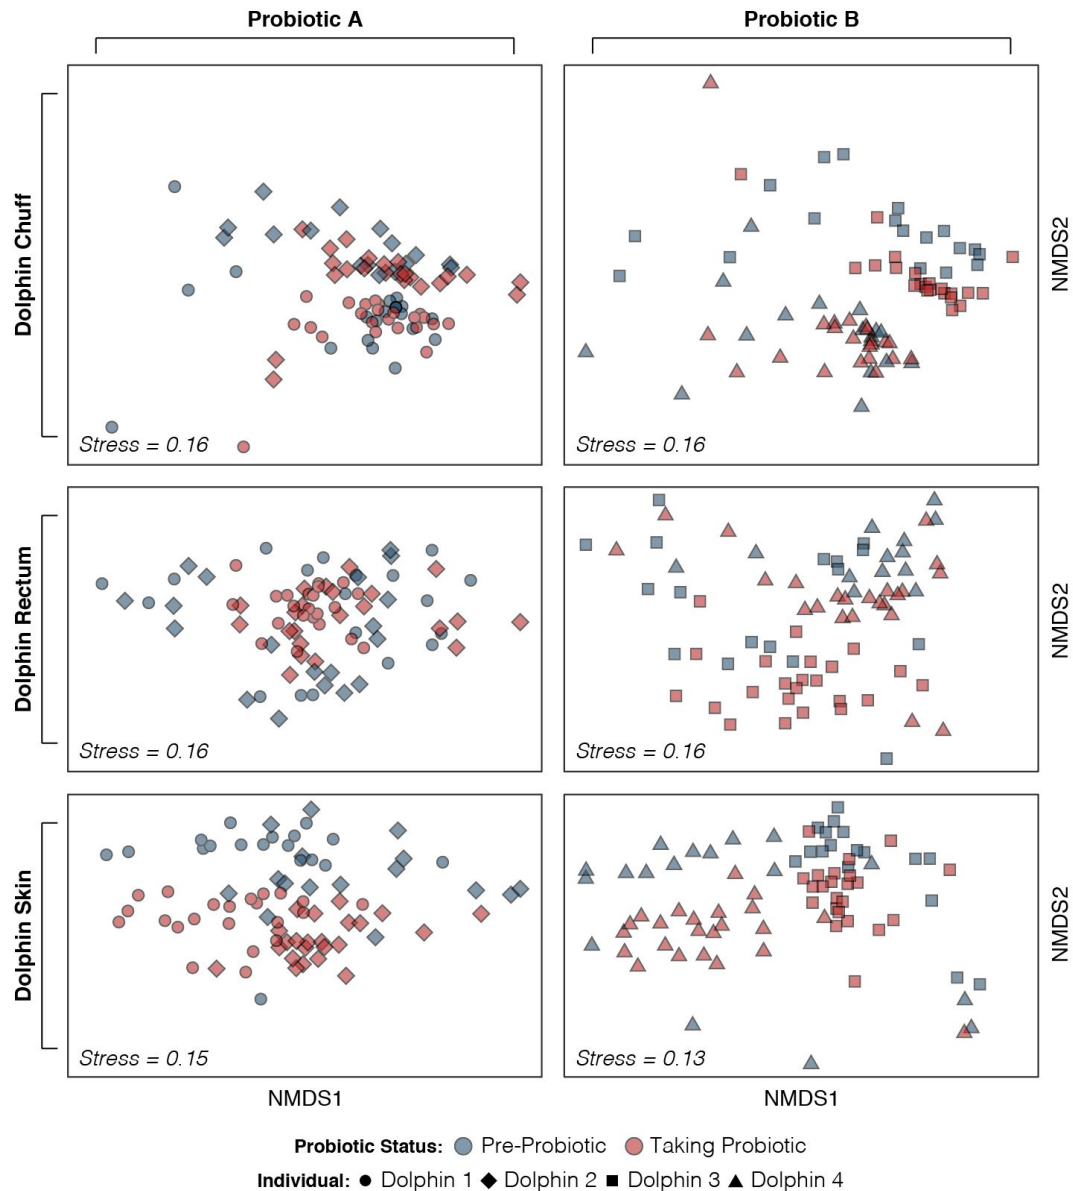 Probiotic A
Probiotic B
Dolphin Chuff
Stress = 0.16
Stress = 0.16
NMDS2
Dolphin Rectum
Stress = 0.16
Stress = 0.16
NMDS2
Dolphin Skin
Stress = 0.15
Stress = 0.13
NMDS2
NMDS1
NMDS1
Probiotic Status: Pre-Probiotic Taking Probiotic
Individual: Dolphin 1 Dolphin 2 Dolphin 3 Dolphin 4